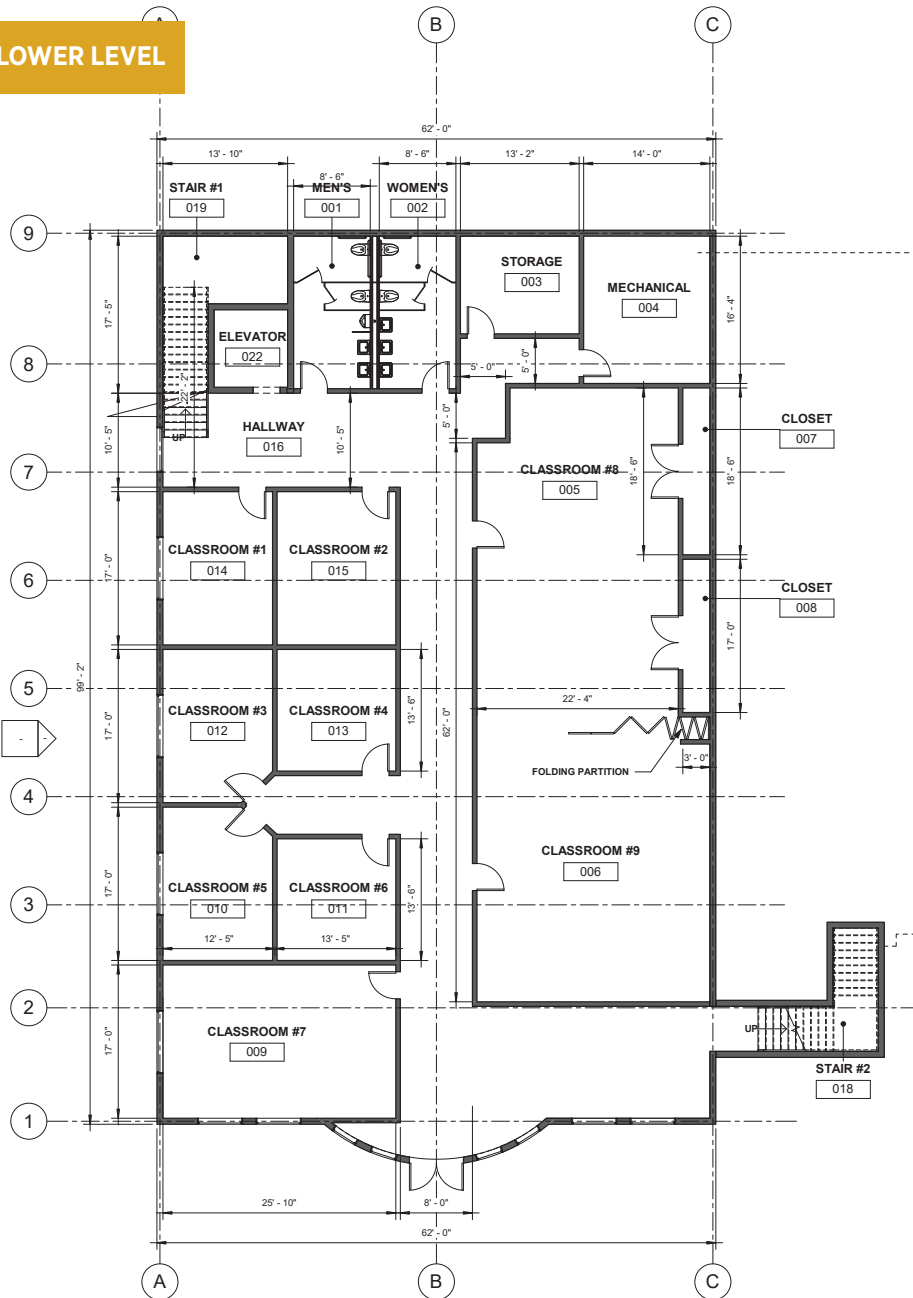 A
B
C
LOWER LEVEL
62' - 0"
13' - 10"
8' - 6"
13' - 2"
14' - 0"
8' - 6"
STAIR #1
019
MEN'S
001
WOMEN'S
002
9
STORAGE
003
MECHANICAL
004
17' - 5"
16' - 4"
ELEVATOR
022
8
5' - 0"
5' - 0"
22' - 2"
UP
HALLWAY
016
10' - 5"
10' - 5"
5' - 0"
CLOSET
007
7
CLASSROOM #8
005
18' - 6"
18' - 6"
CLASSROOM #1
014
CLASSROOM #2
015
17' - 0"
6
CLOSET
008
17' - 0"
99' - 2"
5
CLASSROOM #3
012
CLASSROOM #4
013
17' - 0"
13' - 6"
62' - 0"
22' - 4"
- -
FOLDING PARTITION
3' - 0"
4
CLASSROOM #9
006
17' - 0"
CLASSROOM #5
010
CLASSROOM #6
011
13' - 6"
3
12' - 5"
13' - 5"
2
CLASSROOM #7
009
17' - 0"
UP
STAIR #2
018
1
25' - 10"
8' - 0"
62' - 0"
A
B
C